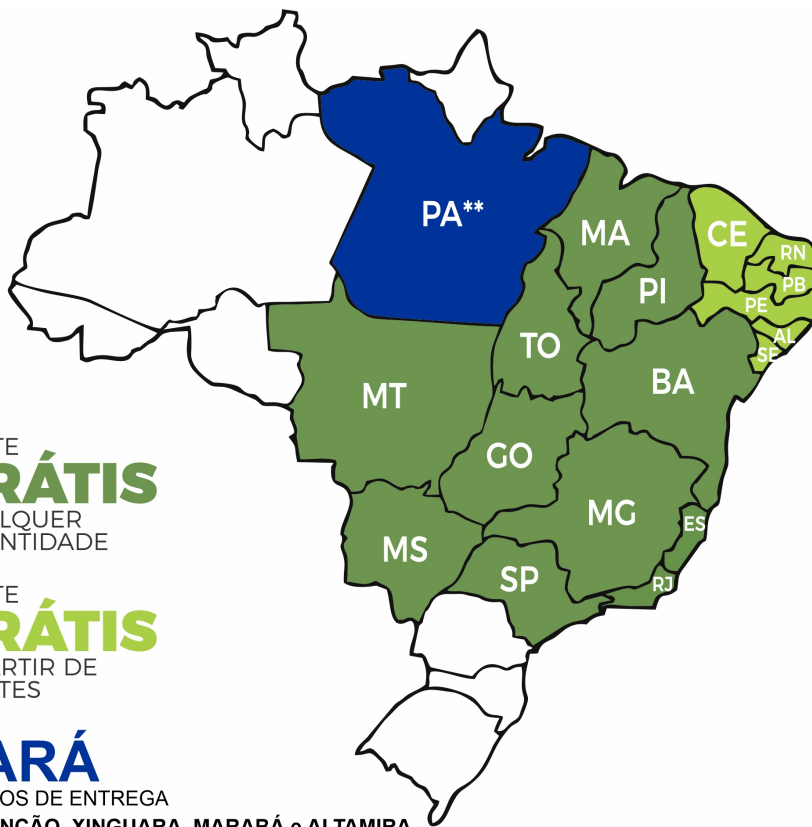 PA**
MA
CE
RN
PB
PI
PE
AL
SE
TO
BA
MT
GO
MG
ES
MS
SP
RJ
TE
RÁTIS
LQUER
NTIDADE
TE
RÁTIS
RTIR DE
TES
ARÁ
OS DE ENTREGA
NÇÃO, XINGUARA, MARABÁ e ALTAMIRA